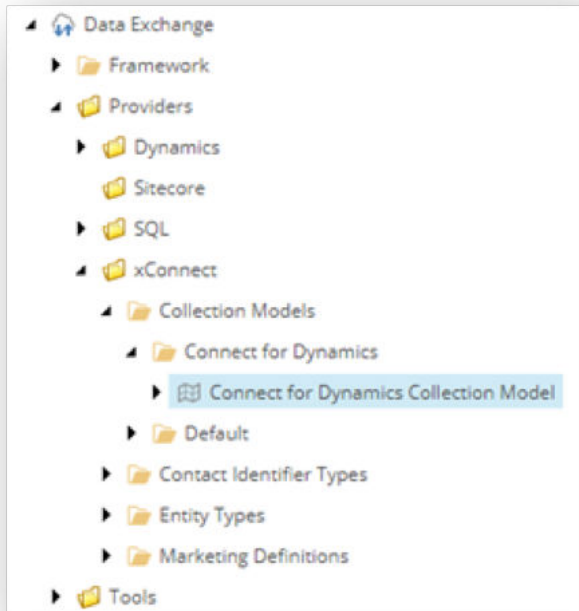 Data Exchange
Framework
Providers
Dynamics
Sitecore
SQL
xConnect
Collection Models
Connect for Dynamics
Connect for Dynamics Collection Model
Default
Contact Identifier Types
Entity Types
Marketing Definitions
Tools